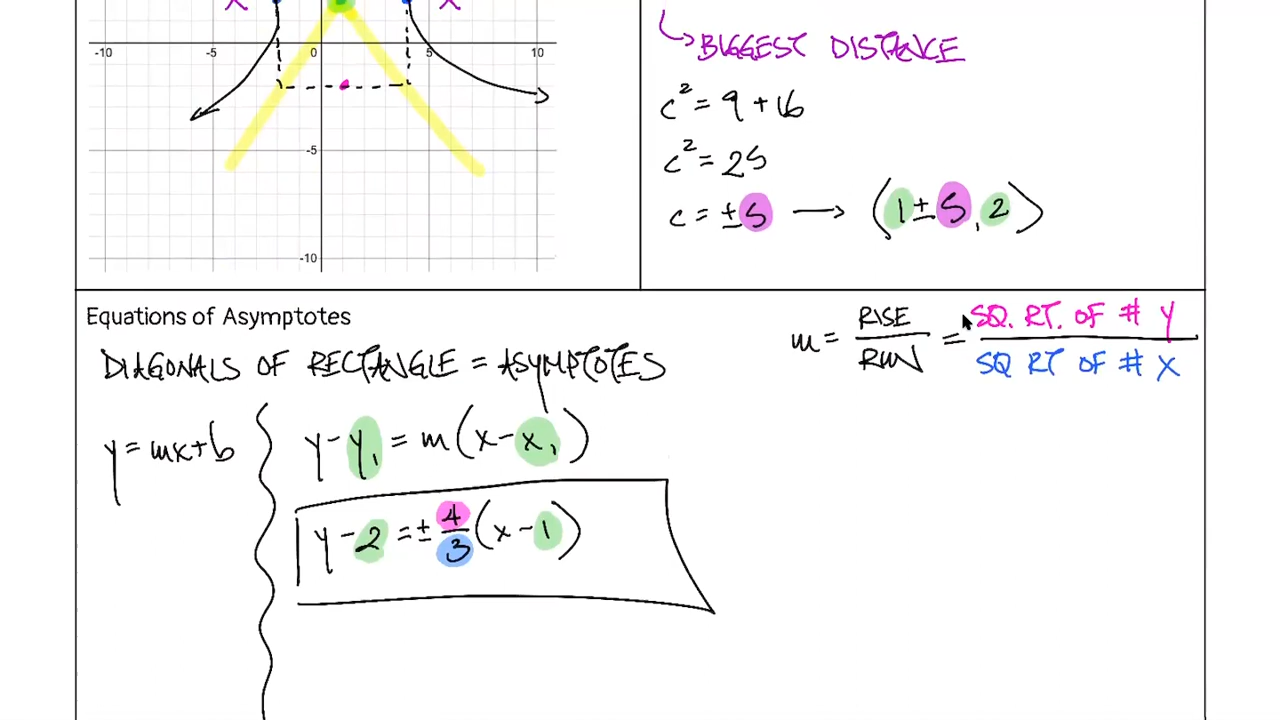 X X
-10 -5 0 5 10
-5
-10
BIGGEST DISTANCE
c² = 9 + 16
c² = 25
c = ± 5 → (1 ± 5, 2)
Equations of Asymptotes
DIAGONALS OF RECTANGLE = ASYMPTOTES
m = RISE / RUN = SQ. RT. OF # Y / SQ RT OF # X
y = mx + b
y - y₁ = m(x - x₁)
y - 2 = ± 4/3 (x - 1)